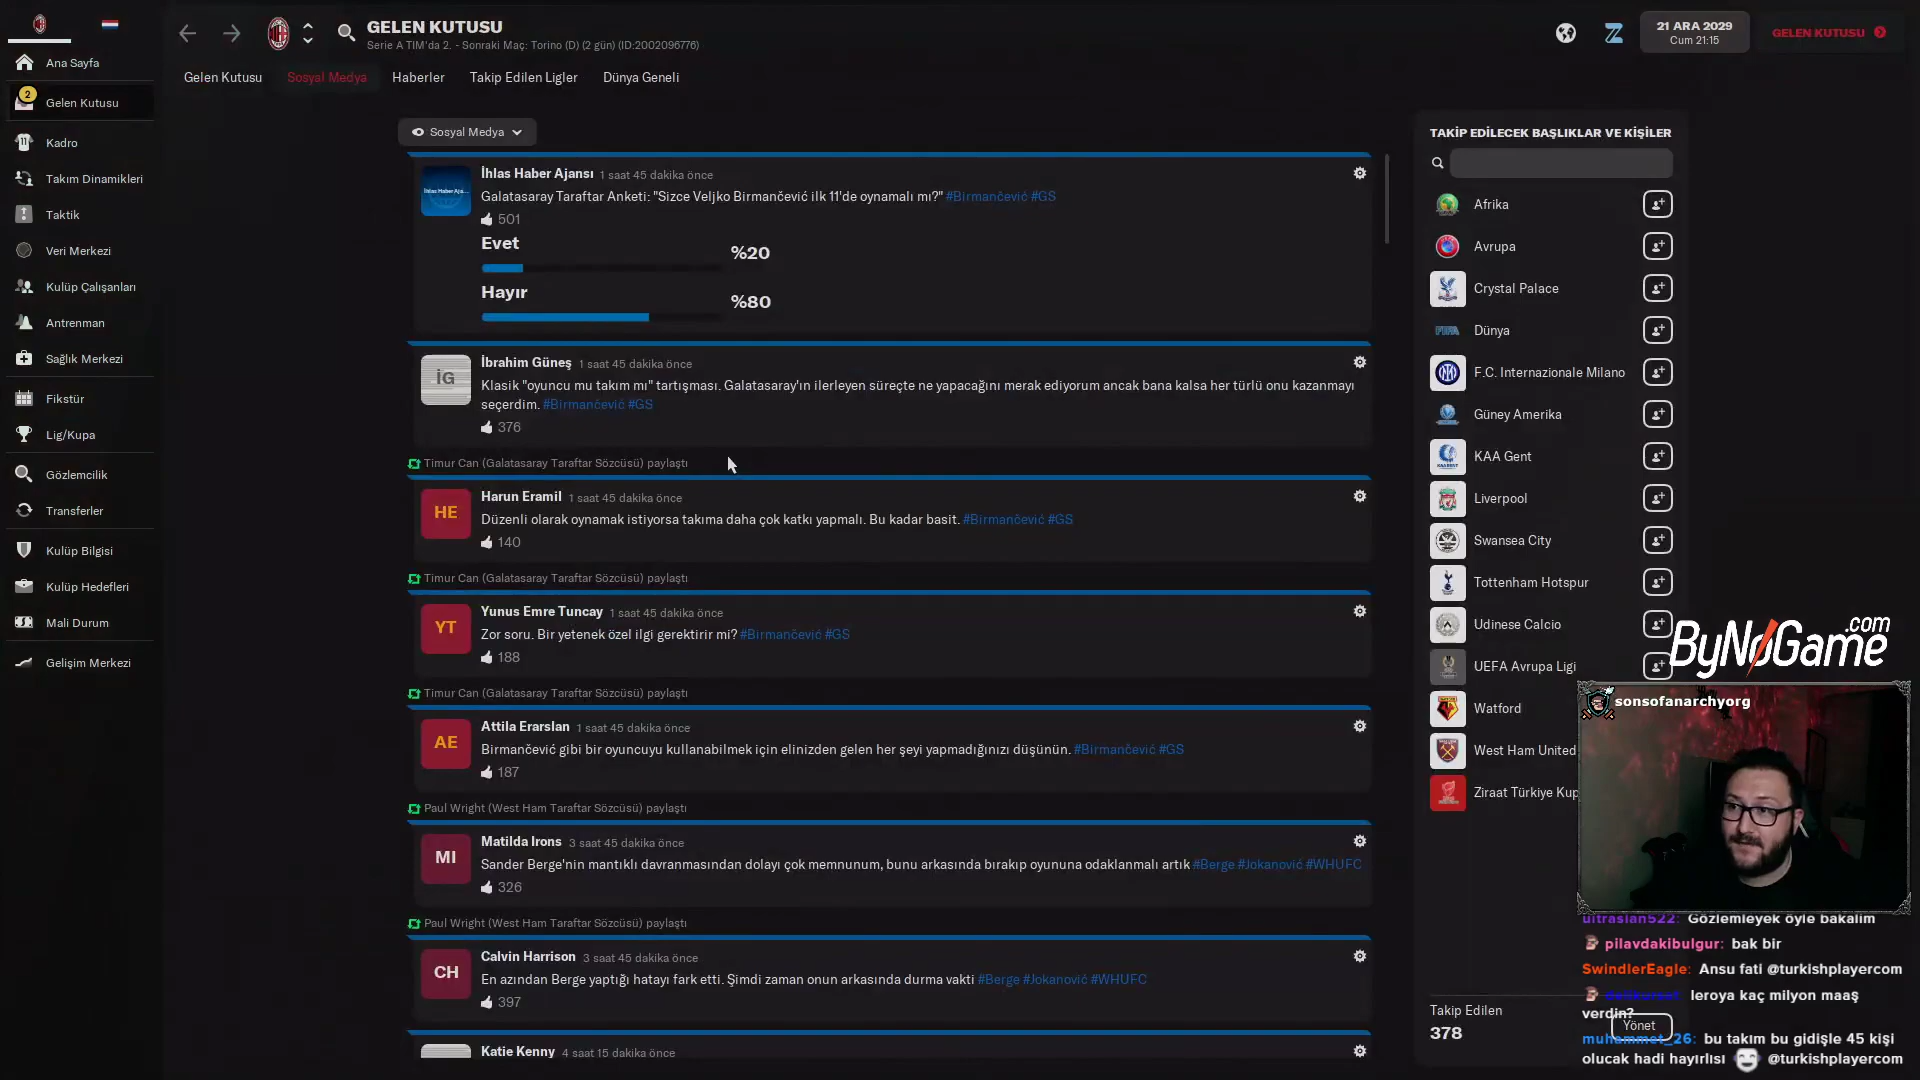 GELEN KUTUSU
Serie A TIM'da 2. - Sonraki Maç: Torino (D) (2 gün) (ID:2002096776)
21 ARA 2029
Cum 21:15
GELEN KUTUSU
Ana Sayfa
2
Gelen Kutusu
Kadro
Takım Dinamikleri
Taktik
Veri Merkezi
Kulüp Çalışanları
Antrenman
Sağlık Merkezi
Fikstür
Lig/Kupa
Gözlemcilik
Transferler
Kulüp Bilgisi
Kulüp Hedefleri
Mali Durum
Gelişim Merkezi
Gelen Kutusu
Sosyal Medya
Haberler
Takip Edilen Ligler
Dünya Geneli
Sosyal Medya
İhlas Haber Ajansı 1 saat 45 dakika önce
Galatasaray Taraftar Anketi: "Sizce Veljko Birmančević ilk 11'de oynamalı mı?" #Birmančević #GS
501
Evet
%20
Hayır
%80
İG
İbrahim Güneş 1 saat 45 dakika önce
Klasik "oyuncu mu takım mı" tartışması. Galatasaray'ın ilerleyen süreçte ne yapacağını merak ediyorum ancak bana kalsa her türlü onu kazanmayı
seçerdim. #Birmančević #GS
376
Timur Can (Galatasaray Taraftar Sözcüsü) paylaştı
HE
Harun Eramil 1 saat 45 dakika önce
Düzenli olarak oynamak istiyorsa takıma daha çok katkı yapmalı. Bu kadar basit. #Birmančević #GS
140
Timur Can (Galatasaray Taraftar Sözcüsü) paylaştı
YT
Yunus Emre Tuncay 1 saat 45 dakika önce
Zor soru. Bir yetenek özel ilgi gerektirir mi? #Birmančević #GS
188
Timur Can (Galatasaray Taraftar Sözcüsü) paylaştı
AE
Attila Erarslan 1 saat 45 dakika önce
Birmančević gibi bir oyuncuyu kullanabilmek için elinizden gelen her şeyi yapmadığınızı düşünün. #Birmančević #GS
187
Paul Wright (West Ham Taraftar Sözcüsü) paylaştı
MI
Matilda Irons 3 saat 45 dakika önce
Sander Berge'nin mantıklı davranmasından dolayı çok memnunum, bunu arkasında bırakıp oyununa odaklanmalı artık #Berge #Jokanović #WHUFC
326
Paul Wright (West Ham Taraftar Sözcüsü) paylaştı
CH
Calvin Harrison 3 saat 45 dakika önce
En azından Berge yaptığı hatayı fark etti. Şimdi zaman onun arkasında durma vakti #Berge #Jokanović #WHUFC
397
Katie Kenny 4 saat 15 dakika önce
TAKİP EDİLECEK BAŞLIKLAR VE KİŞİLER
Afrika
Avrupa
Crystal Palace
Dünya
F.C. Internazionale Milano
Güney Amerika
KAA Gent
Liverpool
Swansea City
Tottenham Hotspur
Udinese Calcio
UEFA Avrupa Ligi
Watford
West Ham United
Ziraat Türkiye Kup
Takip Edilen
378
Yönet
ByNoGame.com
sonsofanarchyorg
ultraslan522: Gözlemleyek öyle bakalım
pilavdakibulgur: bak bir
SwindlerEagle: Ansu fati @turkishplayercom
leroya kaç milyon maaş
verdin?
muhammet_26: bu takım bu gidişle 45 kişi
olucak hadi hayırlısı @turkishplayercom